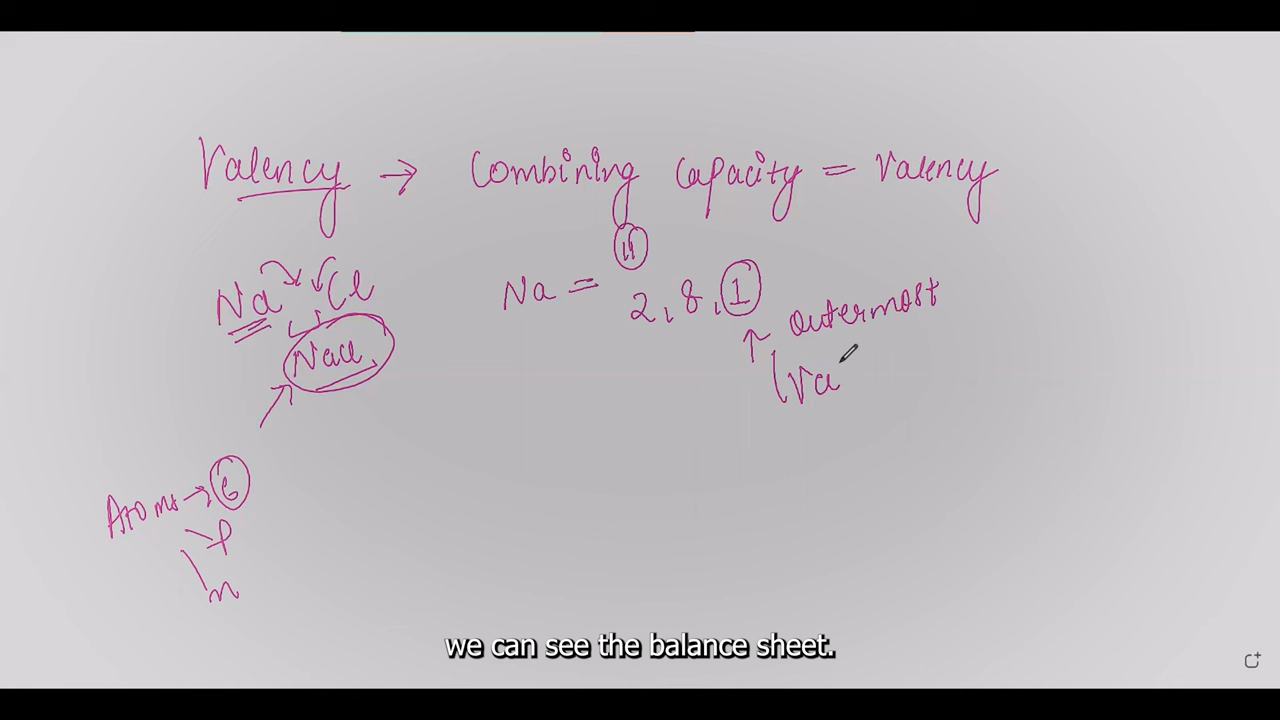 Valency → Combining Capacity = Valency
11
Na Cl
Na = 2, 8, 1
outermost
NaCl
Va
Atoms → e
p
n
we can see the balance sheet.